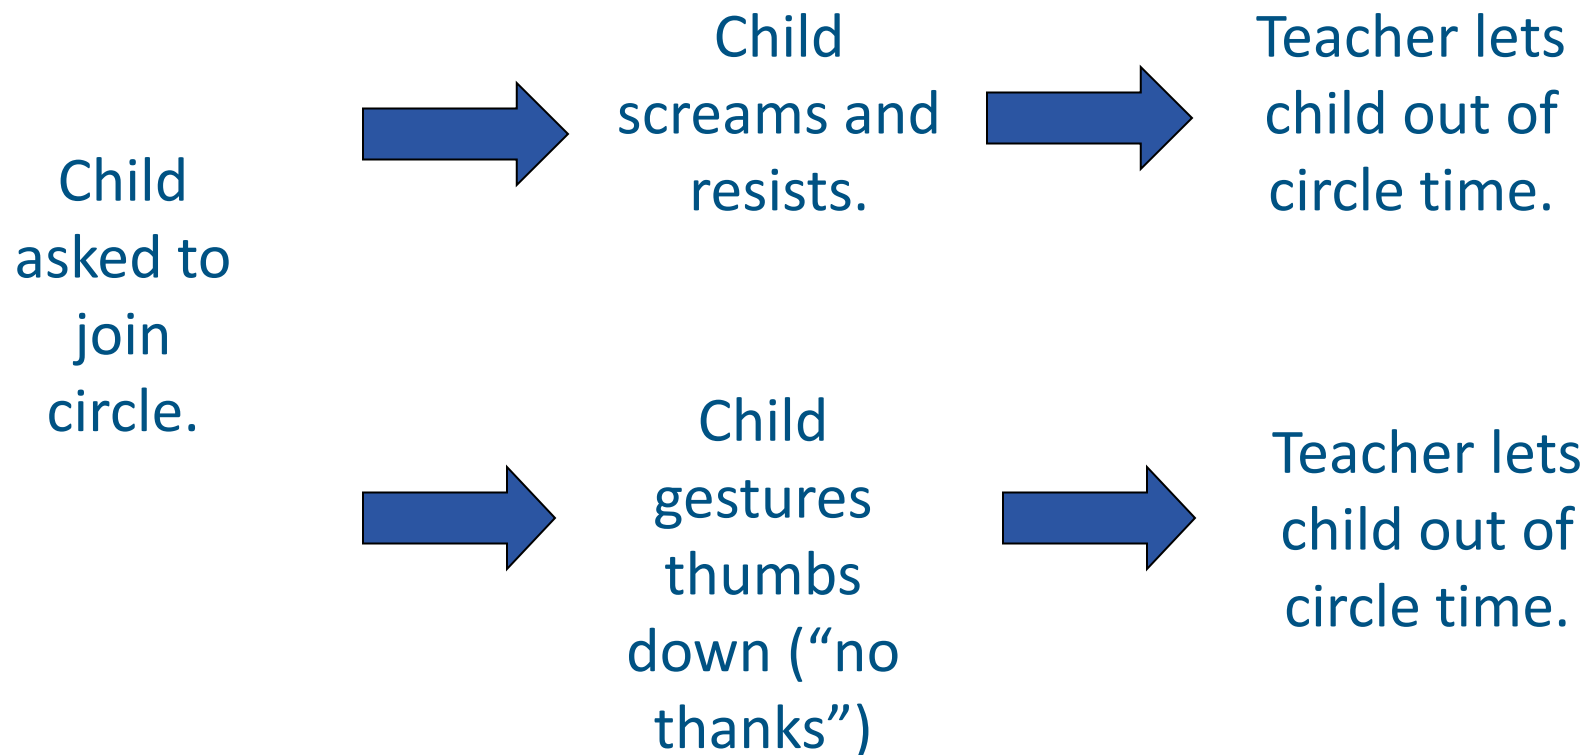 Child
asked to
join
circle.
Child
screams and
resists.
Teacher lets
child out of
circle time.
Child
gestures
thumbs
down (“no
thanks”)
Teacher lets
child out of
circle time.